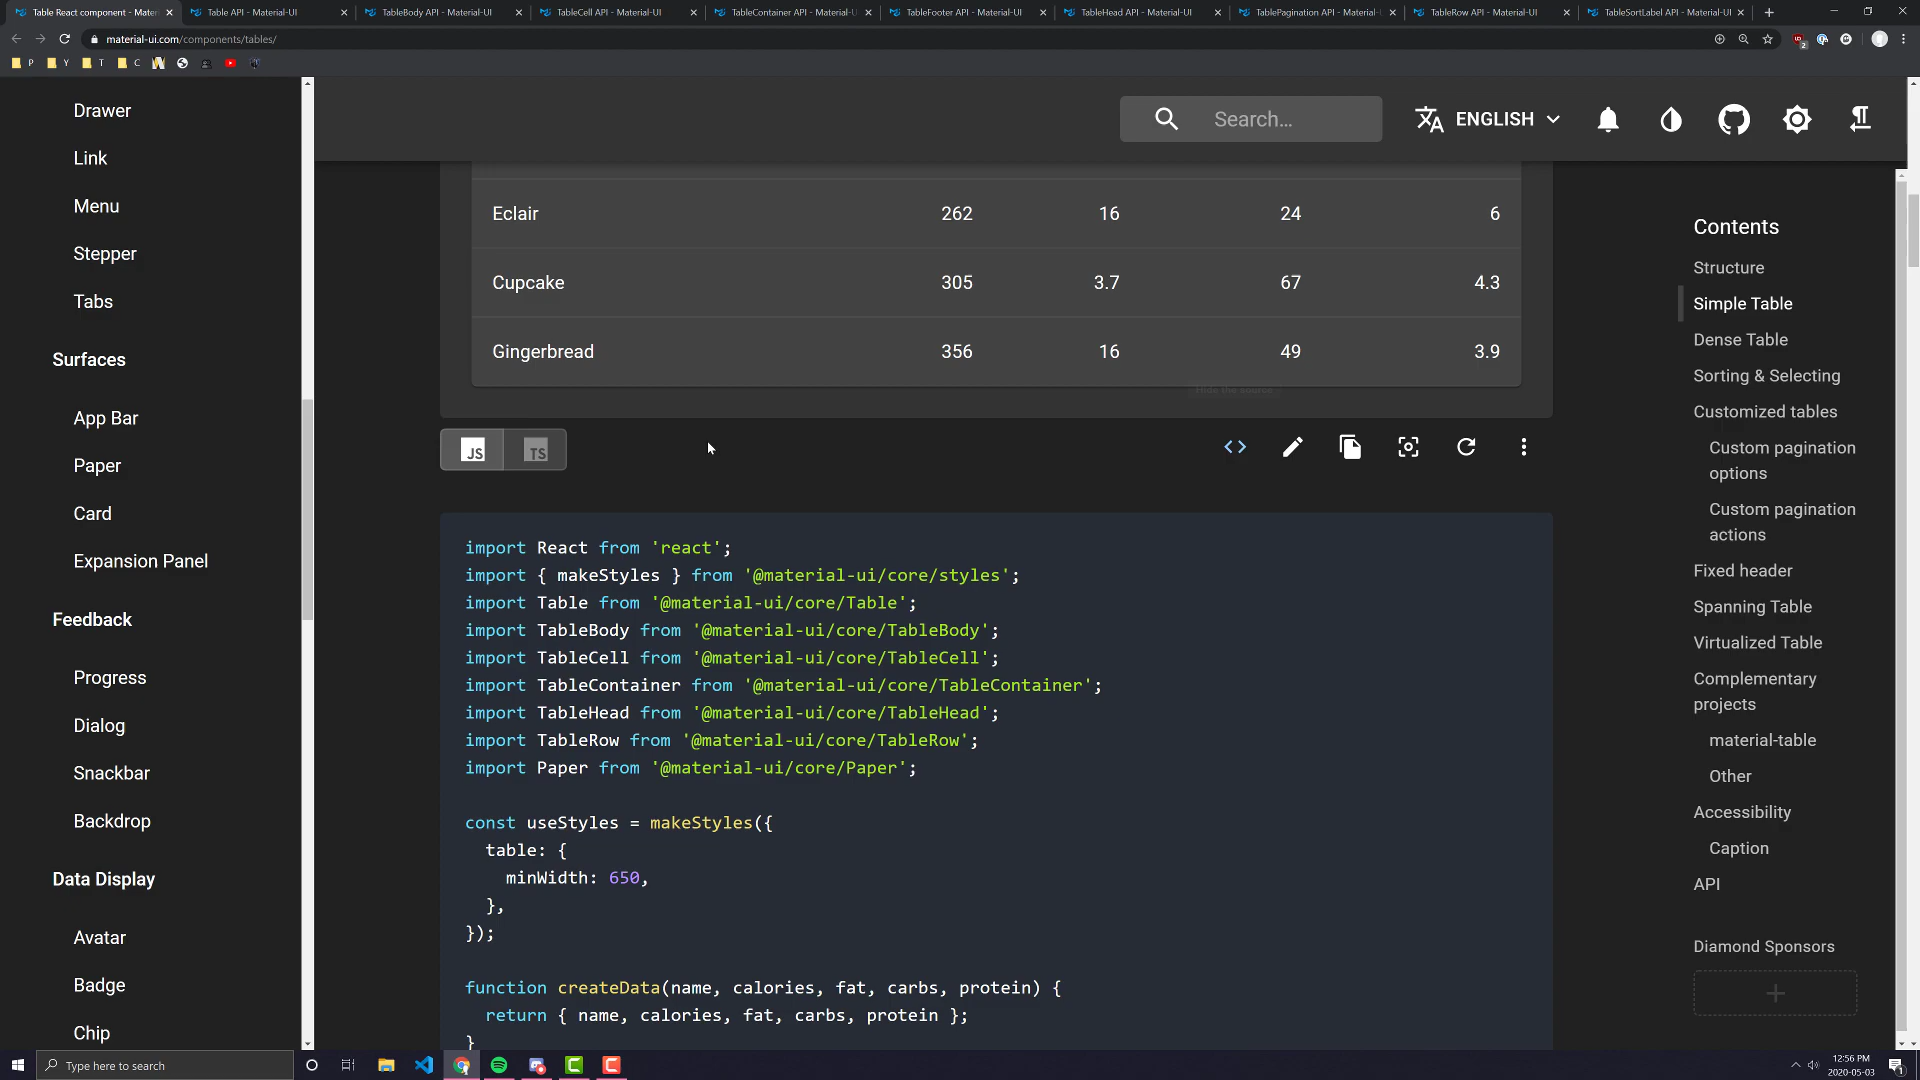 Table React component - Mater
Table API - Material-UI
TableBody API - Material-UI
TableCell API - Material-UI
TableContainer API - Material-U
TableFooter API - Material-UI
TableHead API - Material-UI
TablePagination API - Material-
TableRow API - Material-UI
TableSortLabel API - Material-UI
material-ui.com/components/tables/
P
Y
T
C
Drawer
Link
Menu
Stepper
Tabs
Surfaces
App Bar
Paper
Card
Expansion Panel
Feedback
Progress
Dialog
Snackbar
Backdrop
Data Display
Avatar
Badge
Chip
Search…
ENGLISH
Eclair 262 16 24 6
Cupcake 305 3.7 67 4.3
Gingerbread 356 16 49 3.9
Hide the source
JS
TS
import React from 'react';
import { makeStyles } from '@material-ui/core/styles';
import Table from '@material-ui/core/Table';
import TableBody from '@material-ui/core/TableBody';
import TableCell from '@material-ui/core/TableCell';
import TableContainer from '@material-ui/core/TableContainer';
import TableHead from '@material-ui/core/TableHead';
import TableRow from '@material-ui/core/TableRow';
import Paper from '@material-ui/core/Paper';
const useStyles = makeStyles({
table: {
minWidth: 650,
},
});
function createData(name, calories, fat, carbs, protein) {
return { name, calories, fat, carbs, protein };
}
Contents
Structure
Simple Table
Dense Table
Sorting & Selecting
Customized tables
Custom pagination
options
Custom pagination
actions
Fixed header
Spanning Table
Virtualized Table
Complementary
projects
material-table
Other
Accessibility
Caption
API
Diamond Sponsors
Type here to search
12:56 PM
2020-05-03